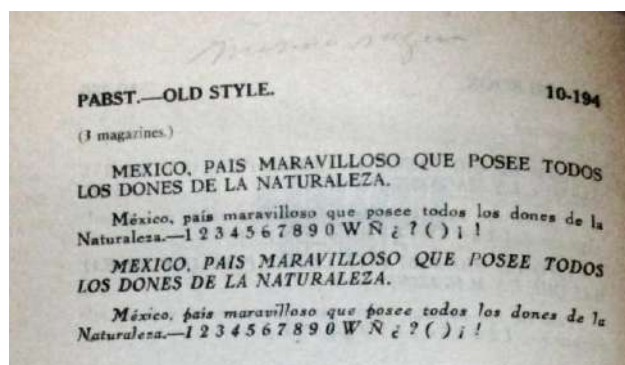 PABST.—OLD STYLE. 10-194
(3 magazines.)
MEXICO, PAIS MARAVILLOSO QUE POSEE TODOS
LOS DONES DE LA NATURALEZA.
México, país maravilloso que posee todos los dones de la
Naturaleza.—1 2 3 4 5 6 7 8 9 0 W Ñ ¿ ? ( ) ¡ !
MEXICO, PAIS MARAVILLOSO QUE POSEE TODOS
LOS DONES DE LA NATURALEZA.
México, país maravilloso que posee todos los dones de la
Naturaleza.—1 2 3 4 5 6 7 8 9 0 W Ñ ¿ ? ( ) ¡ !